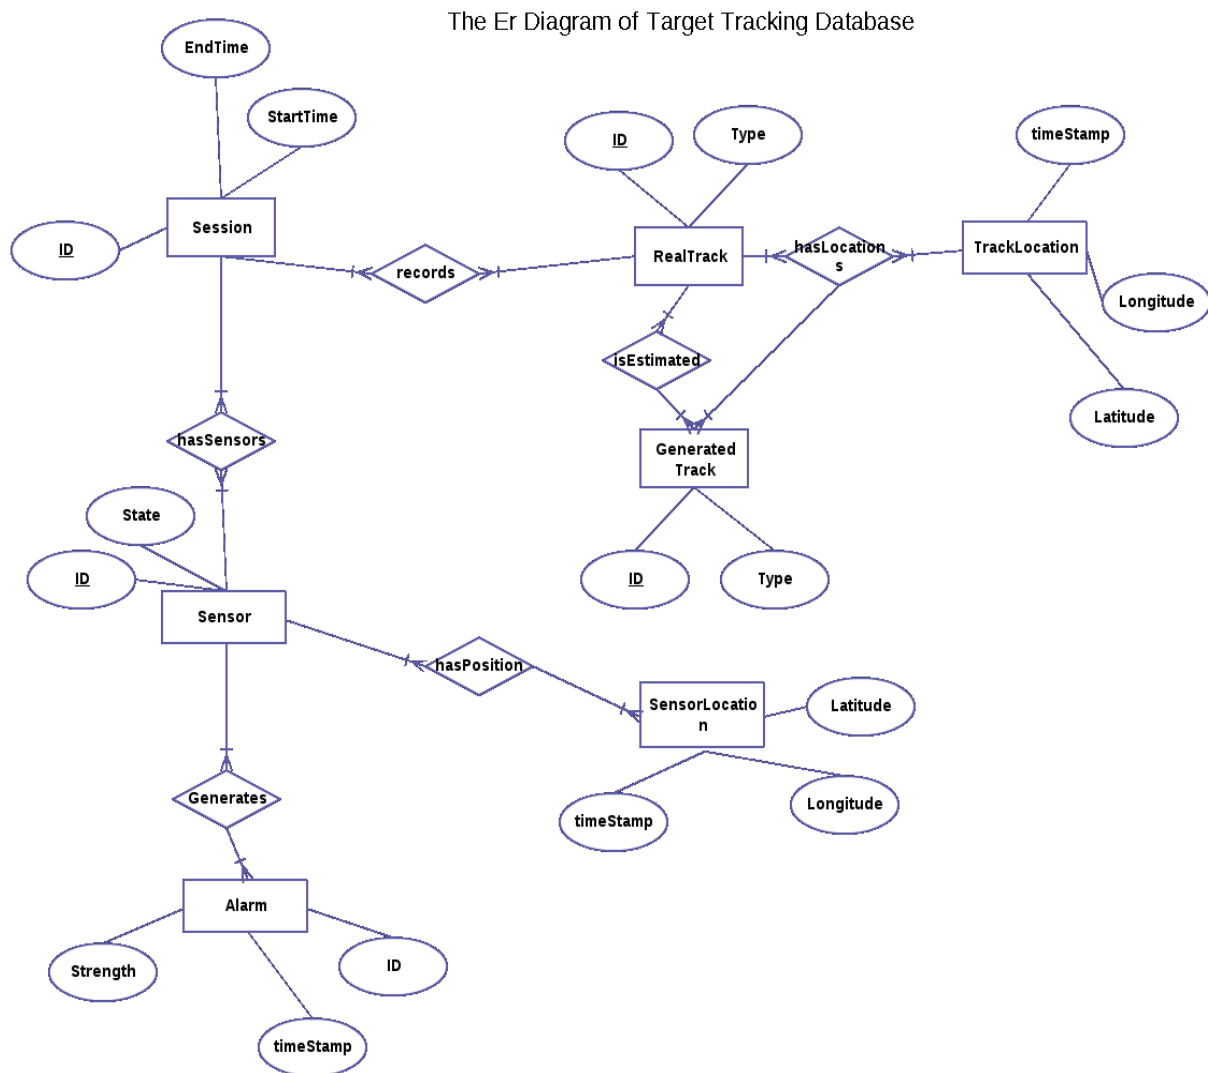 The Er Diagram of Target Tracking Database
EndTime
StartTime
ID
Type
timeStamp
Session
ID
RealTrack
hasLocation
s
TrackLocation
records
Longitude
isEstimated
Latitude
hasSensors
Generated
Track
State
ID
ID
Type
Sensor
hasPosition
SensorLocatio
n
Latitude
Generates
Longitude
timeStamp
Alarm
Strength
ID
timeStamp